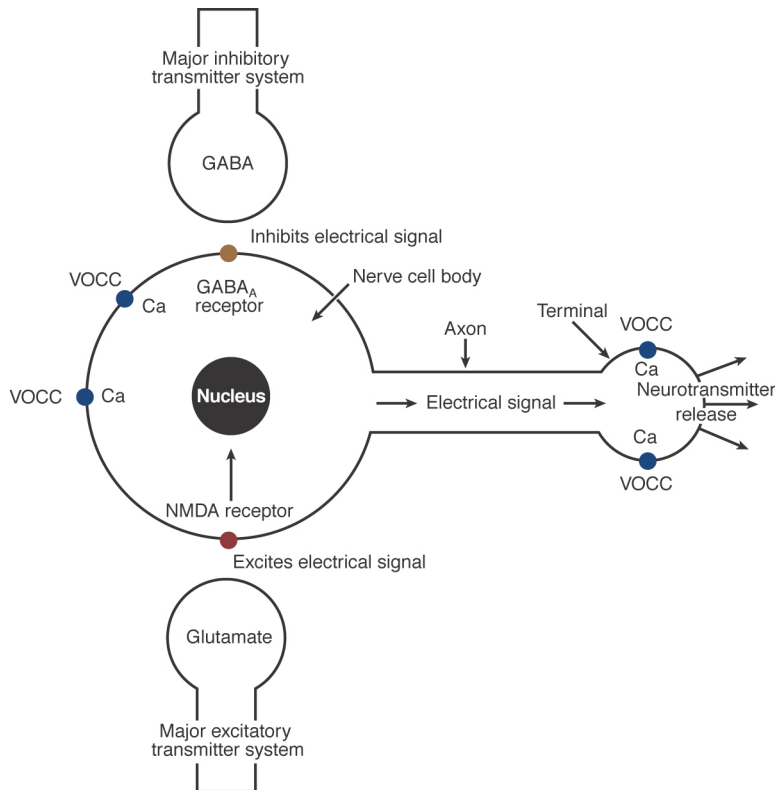 Major inhibitory
transmitter system
GABA
Inhibits electrical signal
VOCC
Ca
GABAA
receptor
Nerve cell body
Terminal
VOCC
Axon
Ca
VOCC
Ca
Nucleus
Electrical signal
Neurotransmitter
release
Ca
VOCC
NMDA receptor
Excites electrical signal
Glutamate
Major excitatory
transmitter system